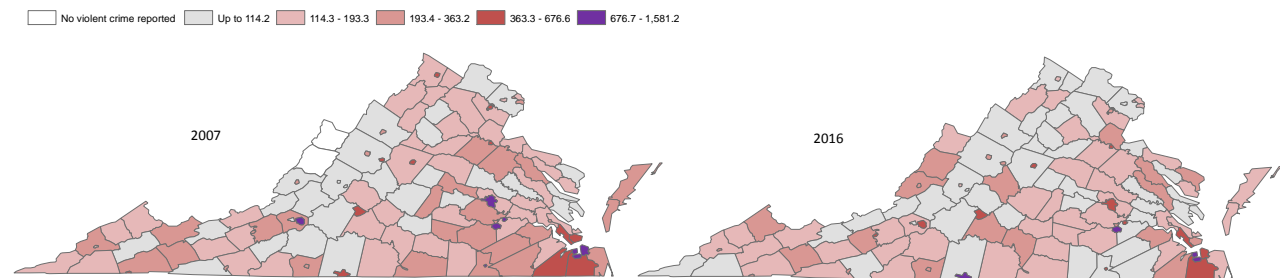 No violent crime reported Up to 114.2 114.3 - 193.3 193.4 - 363.2 363.3 - 676.6 676.7 - 1,581.2
2007
2016